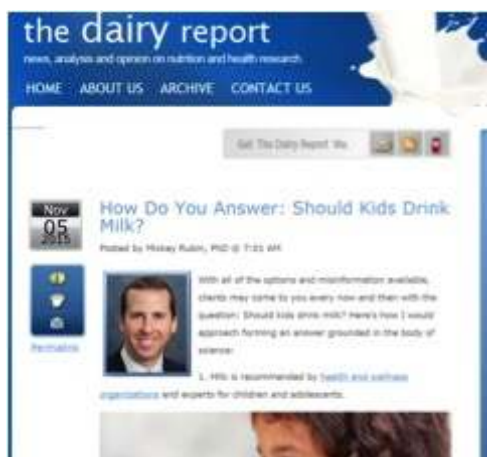 the dairy report
news, analysis and opinion on nutrition and health research
HOME ABOUT US ARCHIVE CONTACT US
Get The Dairy Report Via
Nov
05
2015
How Do You Answer: Should Kids Drink
Milk?
Posted by Mickey Rubin, PhD @ 7:01 AM
With all of the options and misinformation available,
clients may come to you every now and then with the
question: Should kids drink milk? Here's how I would
approach forming an answer grounded in the body of
science:
Permalink
1. Milk is recommended by health and wellness
organizations and experts for children and adolescents.